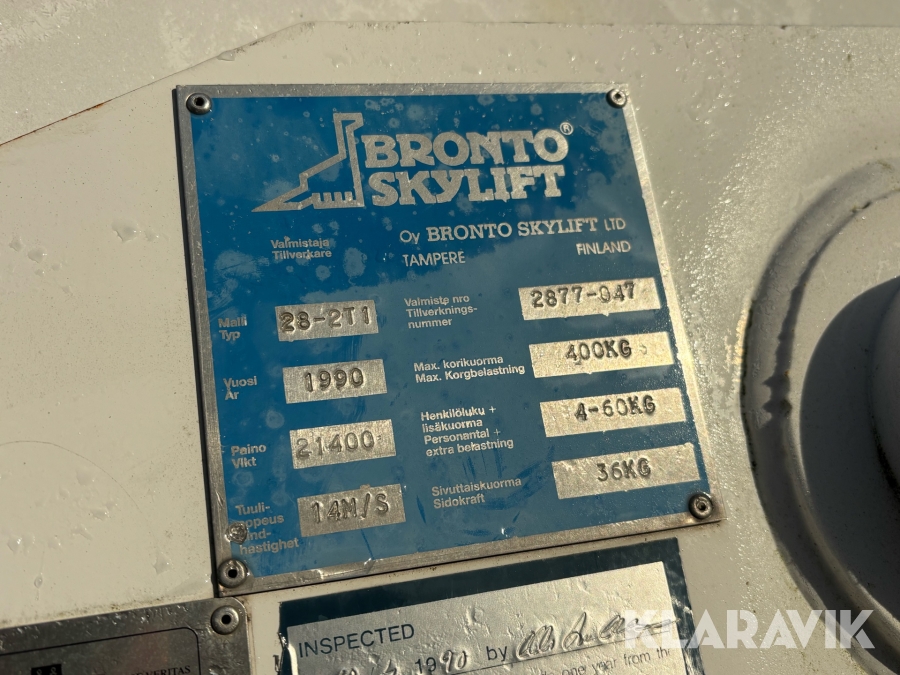 BRONTO®
SKYLIFT
Oy BRONTO SKYLIFT LTD
TAMPERE FINLAND
Valmistaja
Tillverkare
Malli
Typ
28-2T1
Valmiste nro
Tillverknings-
nummer
2877-047
Vuosi
År
1990
Max. korikuorma
Max. Korgbelastning
400KG
Paino
Vikt
21400
Henkilöluku +
lisäkuorma
Personantal +
extra belastning
4-60KG
Tuuli-
nopeus
Vind-
hastighet
14M/S
Sivuttaiskuorma
Sidokraft
36KG
INSPECTED
1990 by
one year from the
VERITAS
KLARAVIK